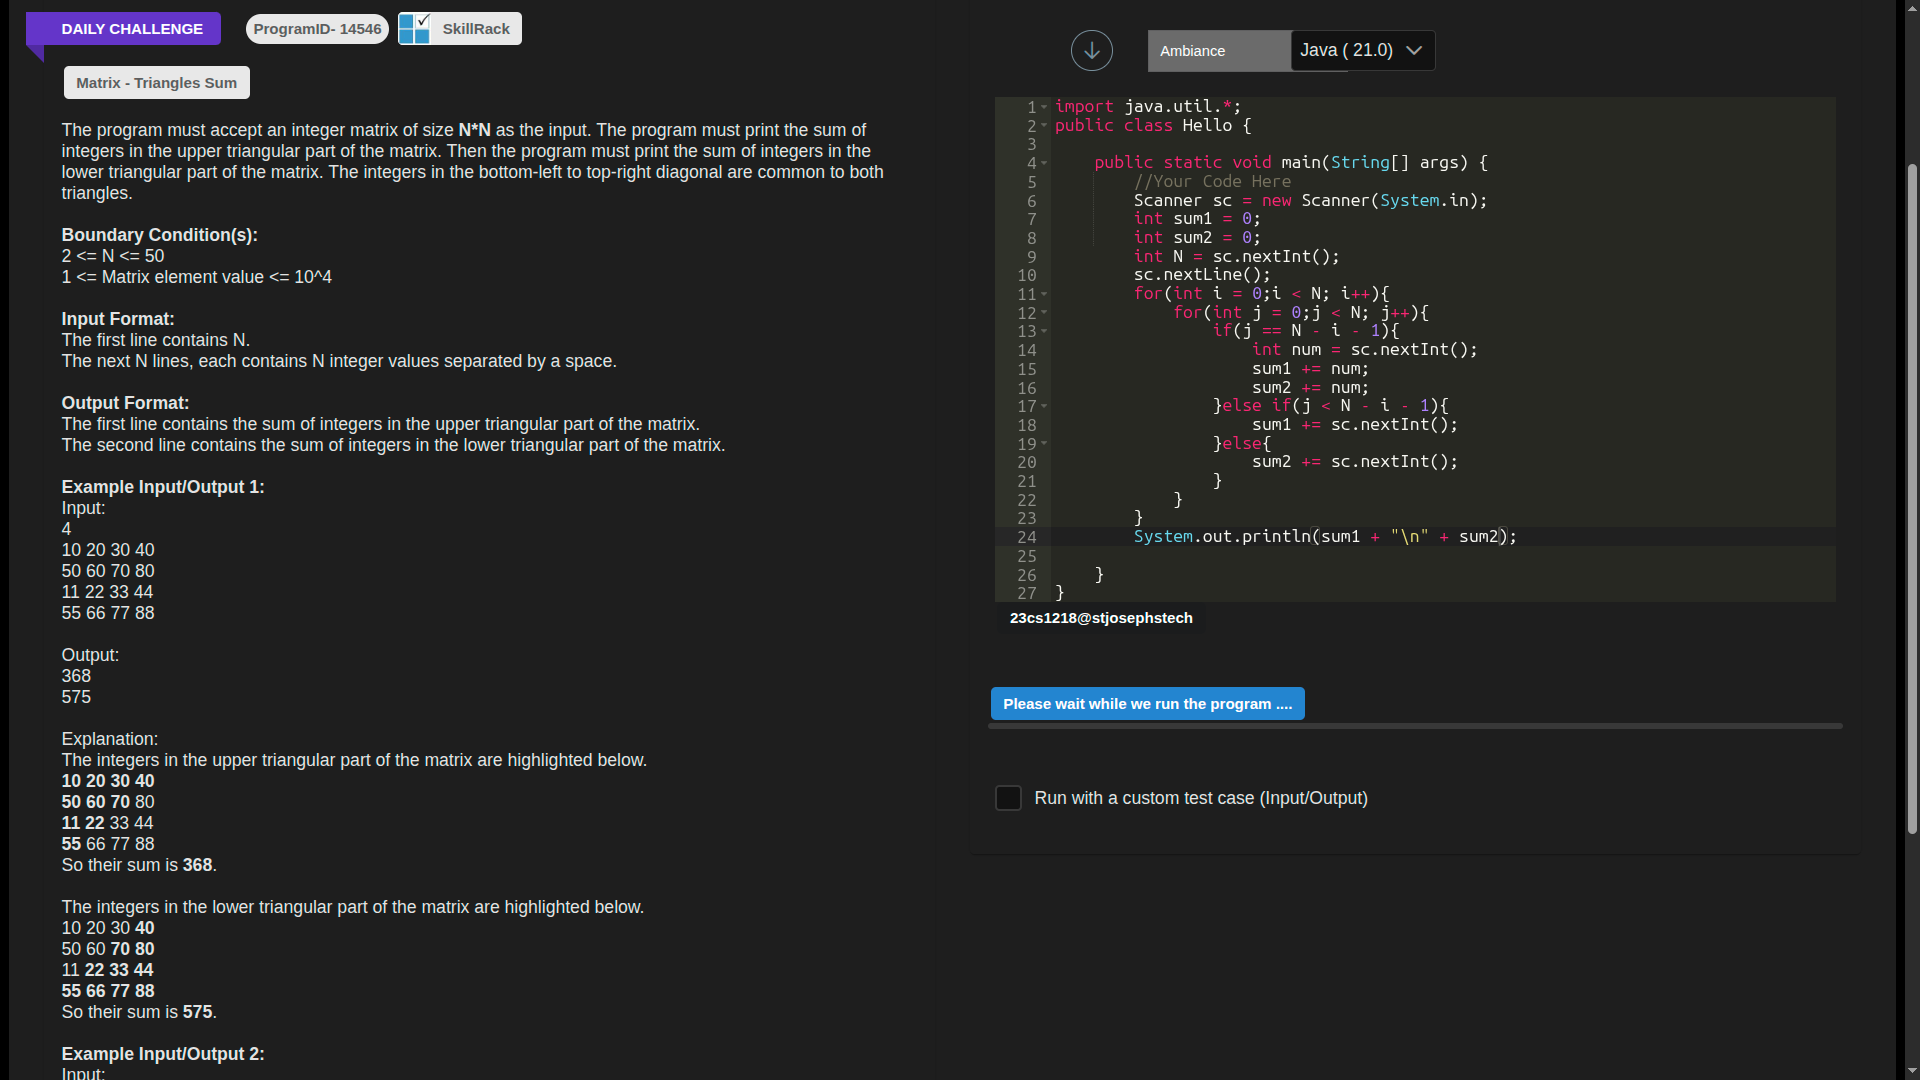 DAILY CHALLENGE
ProgramID- 14546
SkillRack
Matrix - Triangles Sum
The program must accept an integer matrix of size N*N as the input. The program must print the sum of
integers in the upper triangular part of the matrix. Then the program must print the sum of integers in the
lower triangular part of the matrix. The integers in the bottom-left to top-right diagonal are common to both
triangles.
Boundary Condition(s):
2 <= N <= 50
1 <= Matrix element value <= 10^4
Input Format:
The first line contains N.
The next N lines, each contains N integer values separated by a space.
Output Format:
The first line contains the sum of integers in the upper triangular part of the matrix.
The second line contains the sum of integers in the lower triangular part of the matrix.
Example Input/Output 1:
Input:
4
10 20 30 40
50 60 70 80
11 22 33 44
55 66 77 88
Output:
368
575
Explanation:
The integers in the upper triangular part of the matrix are highlighted below.
10 20 30 40
50 60 70 80
11 22 33 44
55 66 77 88
So their sum is 368.
The integers in the lower triangular part of the matrix are highlighted below.
10 20 30 40
50 60 70 80
11 22 33 44
55 66 77 88
So their sum is 575.
Example Input/Output 2:
Input:
Ambiance
Java ( 21.0)
1 import java.util.*;
2 public class Hello {
3
4     public static void main(String[] args) {
5         //Your Code Here
6         Scanner sc = new Scanner(System.in);
7         int sum1 = 0;
8         int sum2 = 0;
9         int N = sc.nextInt();
10         sc.nextLine();
11         for(int i = 0;i < N; i++){
12             for(int j = 0;j < N; j++){
13                 if(j == N - i - 1){
14                     int num = sc.nextInt();
15                     sum1 += num;
16                     sum2 += num;
17                 }else if(j < N - i - 1){
18                     sum1 += sc.nextInt();
19                 }else{
20                     sum2 += sc.nextInt();
21                 }
22             }
23         }
24         System.out.println(sum1 + "\n" + sum2);
25
26     }
27 }
23cs1218@stjosephstech
Please wait while we run the program ....
Run with a custom test case (Input/Output)